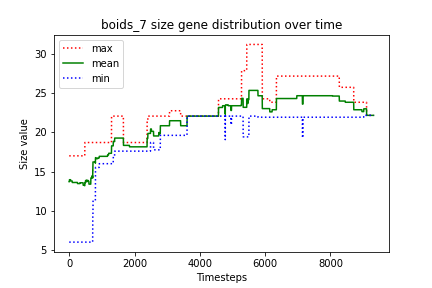 boids_7 size gene distribution over time
max
mean
min
30
25
20
15
10
5
Size value
0
2000
4000
6000
8000
Timesteps